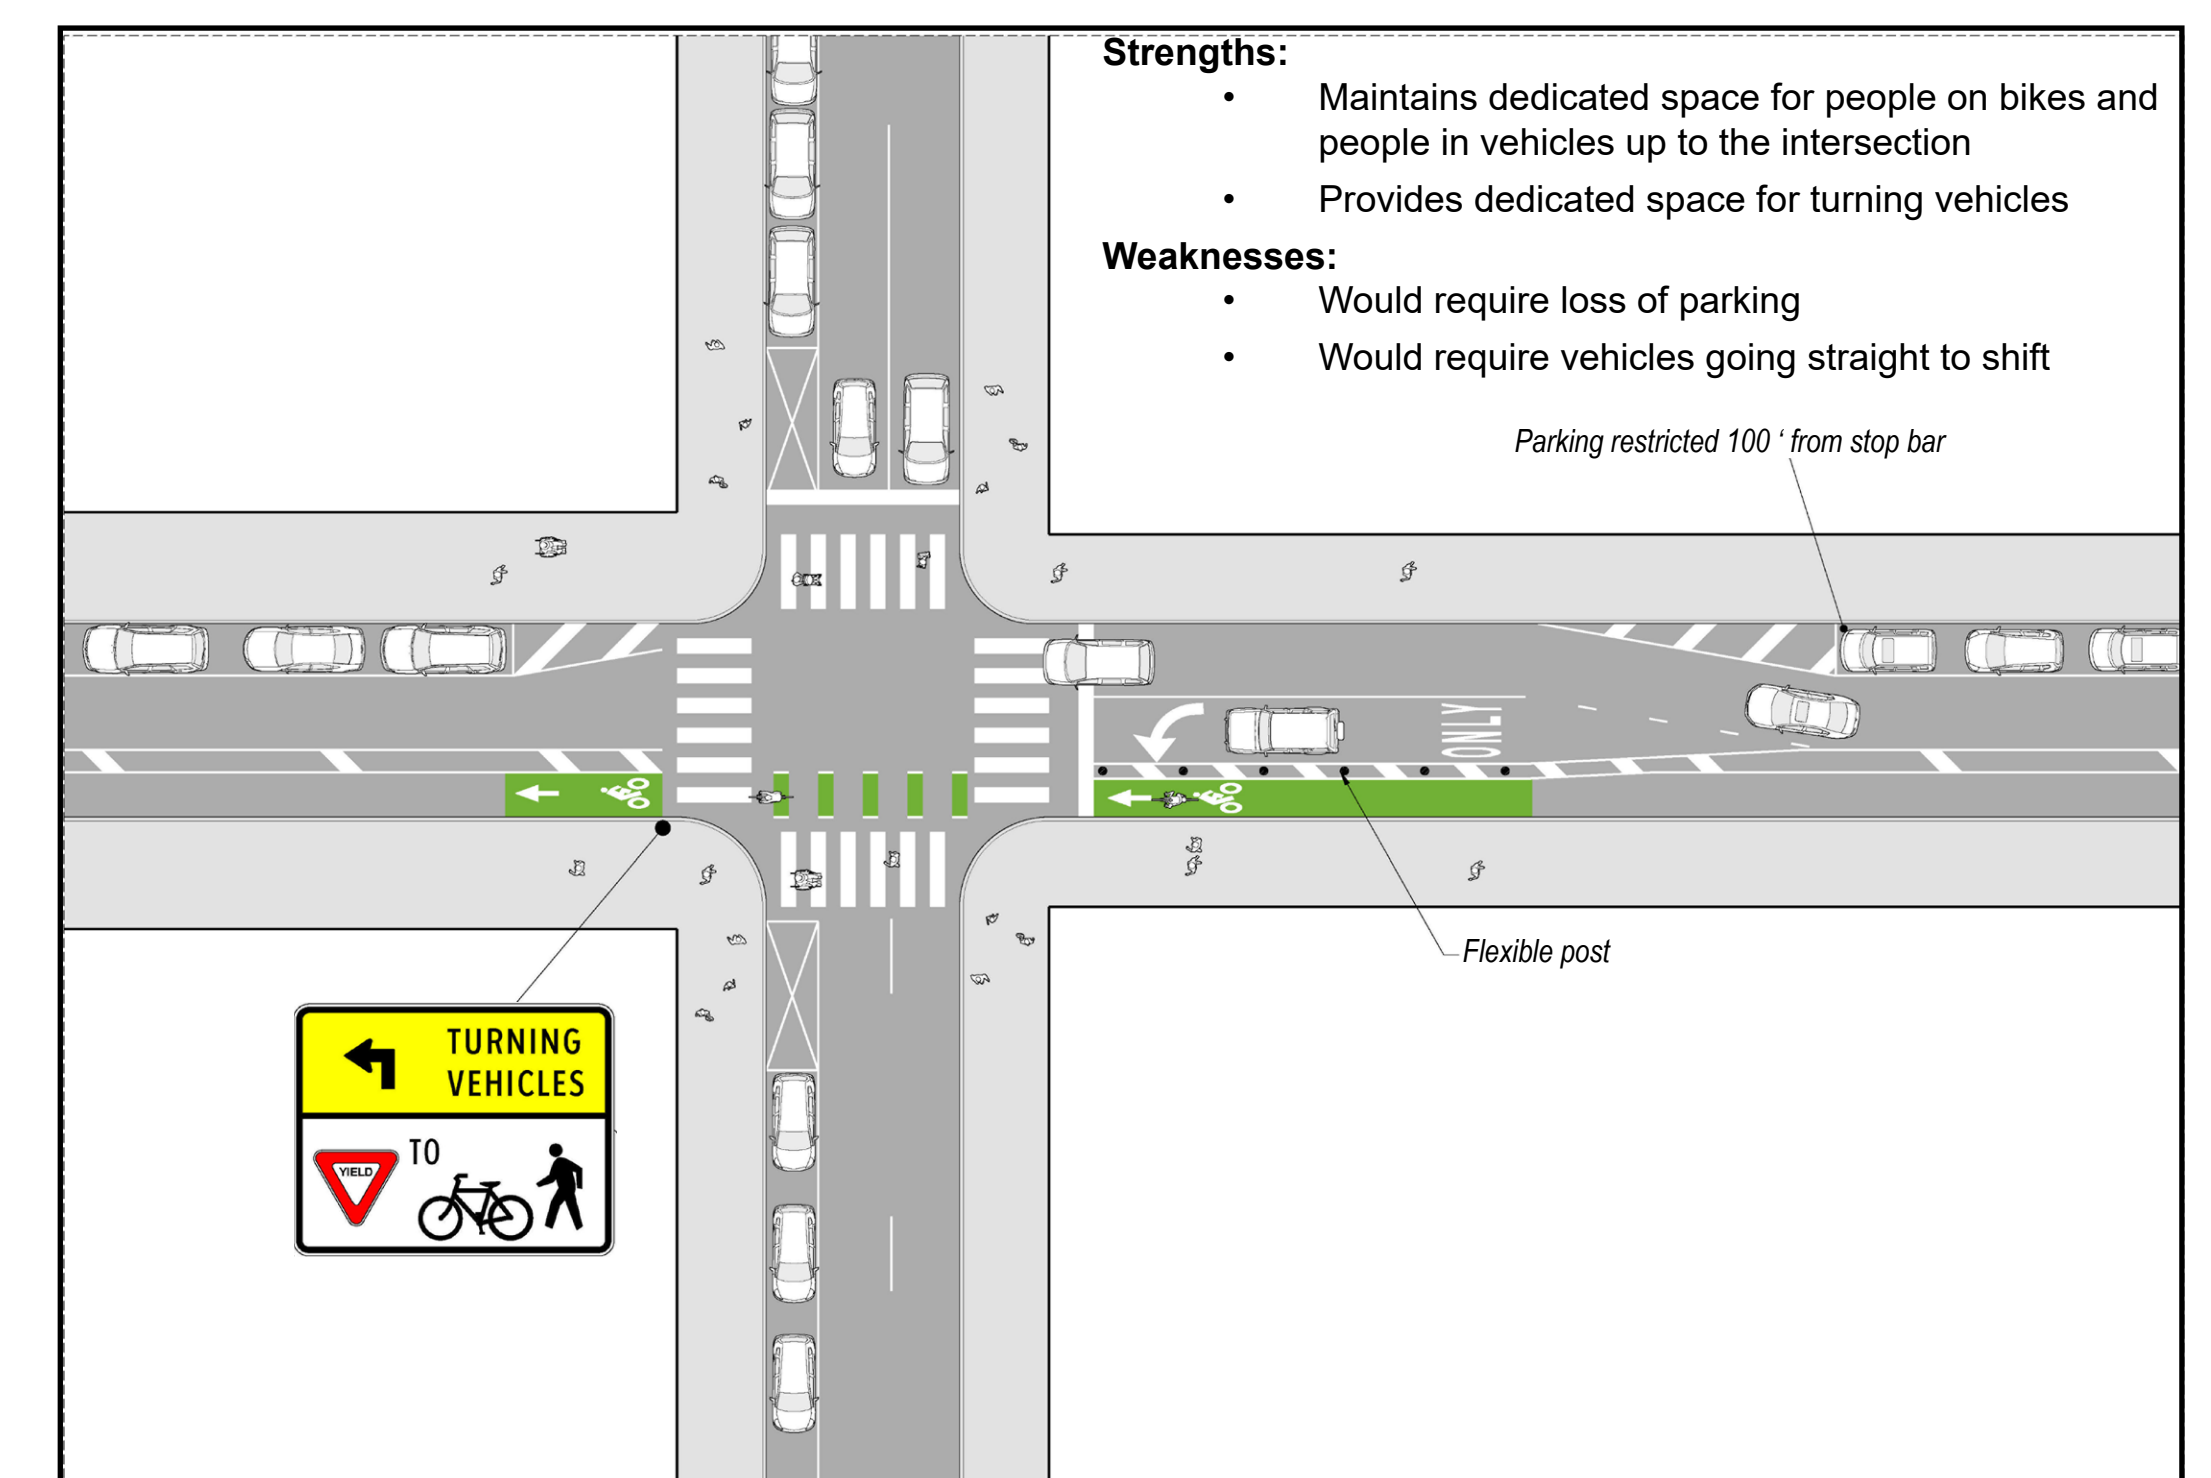 Strengths:
• Maintains dedicated space for people on bikes and
people in vehicles up to the intersection
• Provides dedicated space for turning vehicles
Weaknesses:
• Would require loss of parking
• Would require vehicles going straight to shift
Parking restricted 100 ‘ from stop bar
ONLY
Flexible post
TURNING
VEHICLES
TO
YIELD